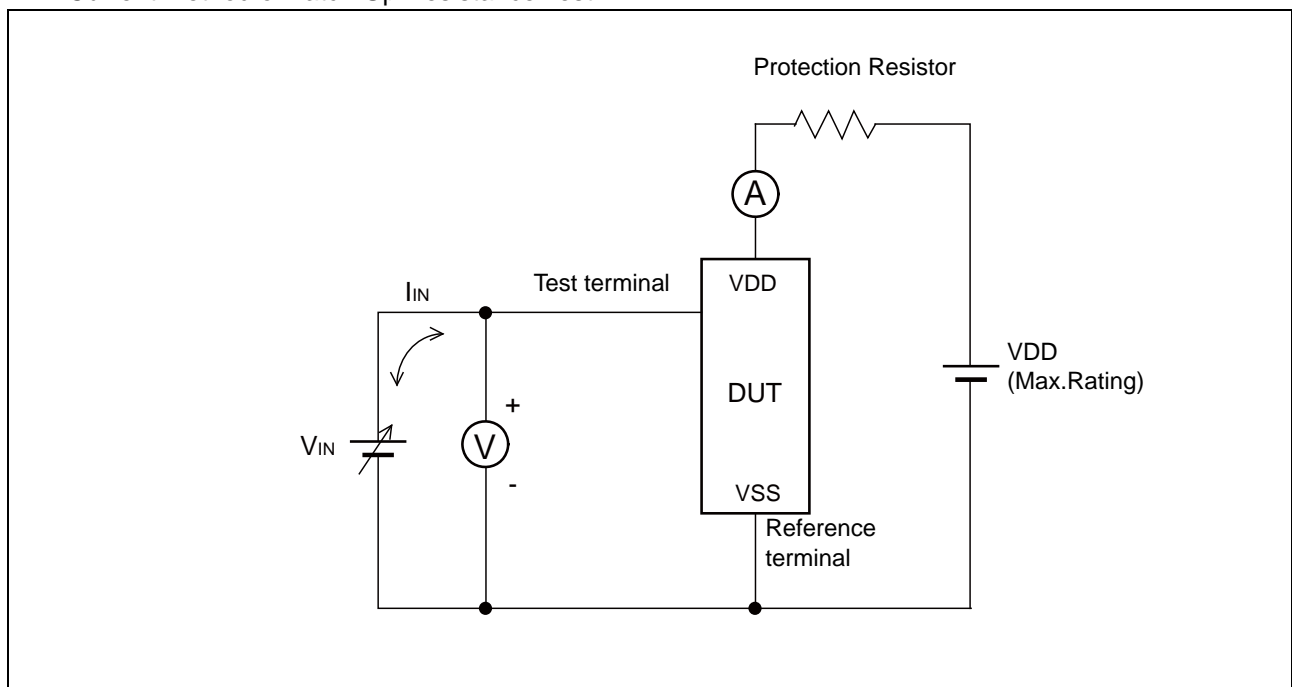 Protection Resistor
A
Test terminal
VDD
IIN
VDD
(Max.Rating)
DUT
+
VIN
V
-
VSS
Reference
terminal